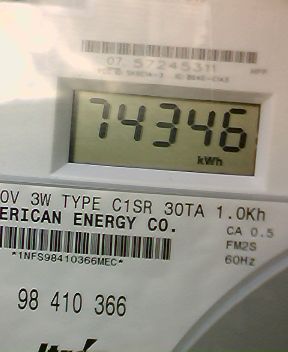 07 57245311
74346
kWh
0V 3W TYPE C1SR 30TA 1.0Kh
ERICAN ENERGY CO.
CA 0.5
FM2S
60Hz
*1NFS98410366MEC*
98 410 366